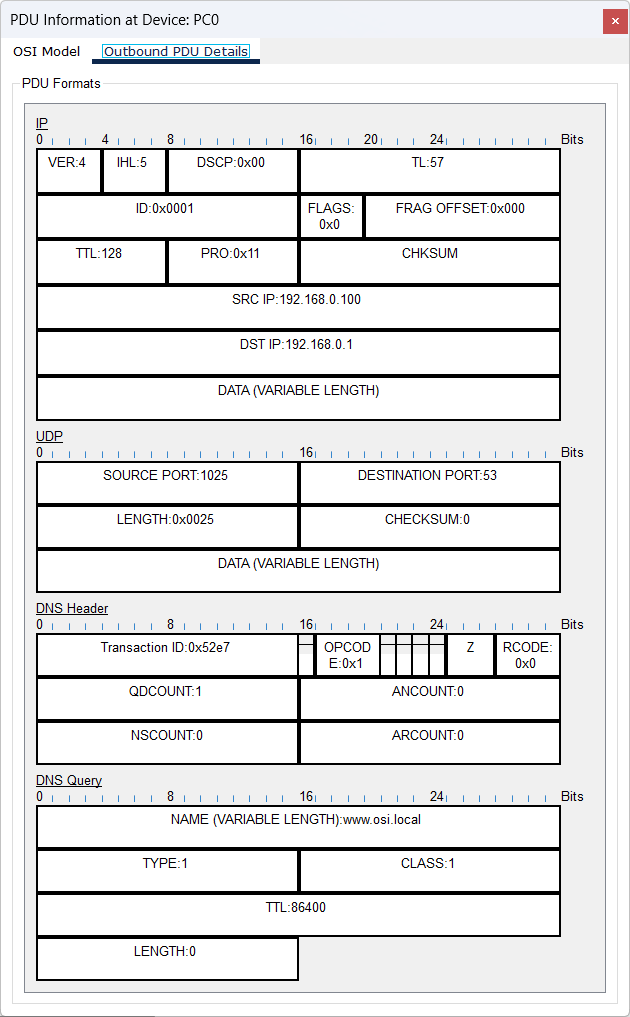 PDU Information at Device: PC0
OSI Model Outbound PDU Details
PDU Formats
IP
0 4 8 16 20 24 Bits
VER:4 IHL:5 DSCP:0x00 TL:57
ID:0x0001 FLAGS: 0x0 FRAG OFFSET:0x000
TTL:128 PRO:0x11 CHKSUM
SRC IP:192.168.0.100
DST IP:192.168.0.1
DATA (VARIABLE LENGTH)
UDP
0 16 Bits
SOURCE PORT:1025 DESTINATION PORT:53
LENGTH:0x0025 CHECKSUM:0
DATA (VARIABLE LENGTH)
DNS Header
0 8 16 24 Bits
Transaction ID:0x52e7 OPCOD E:0x1 Z RCODE: 0x0
QDCOUNT:1 ANCOUNT:0
NSCOUNT:0 ARCOUNT:0
DNS Query
0 8 16 24 Bits
NAME (VARIABLE LENGTH):www.osi.local
TYPE:1 CLASS:1
TTL:86400
LENGTH:0